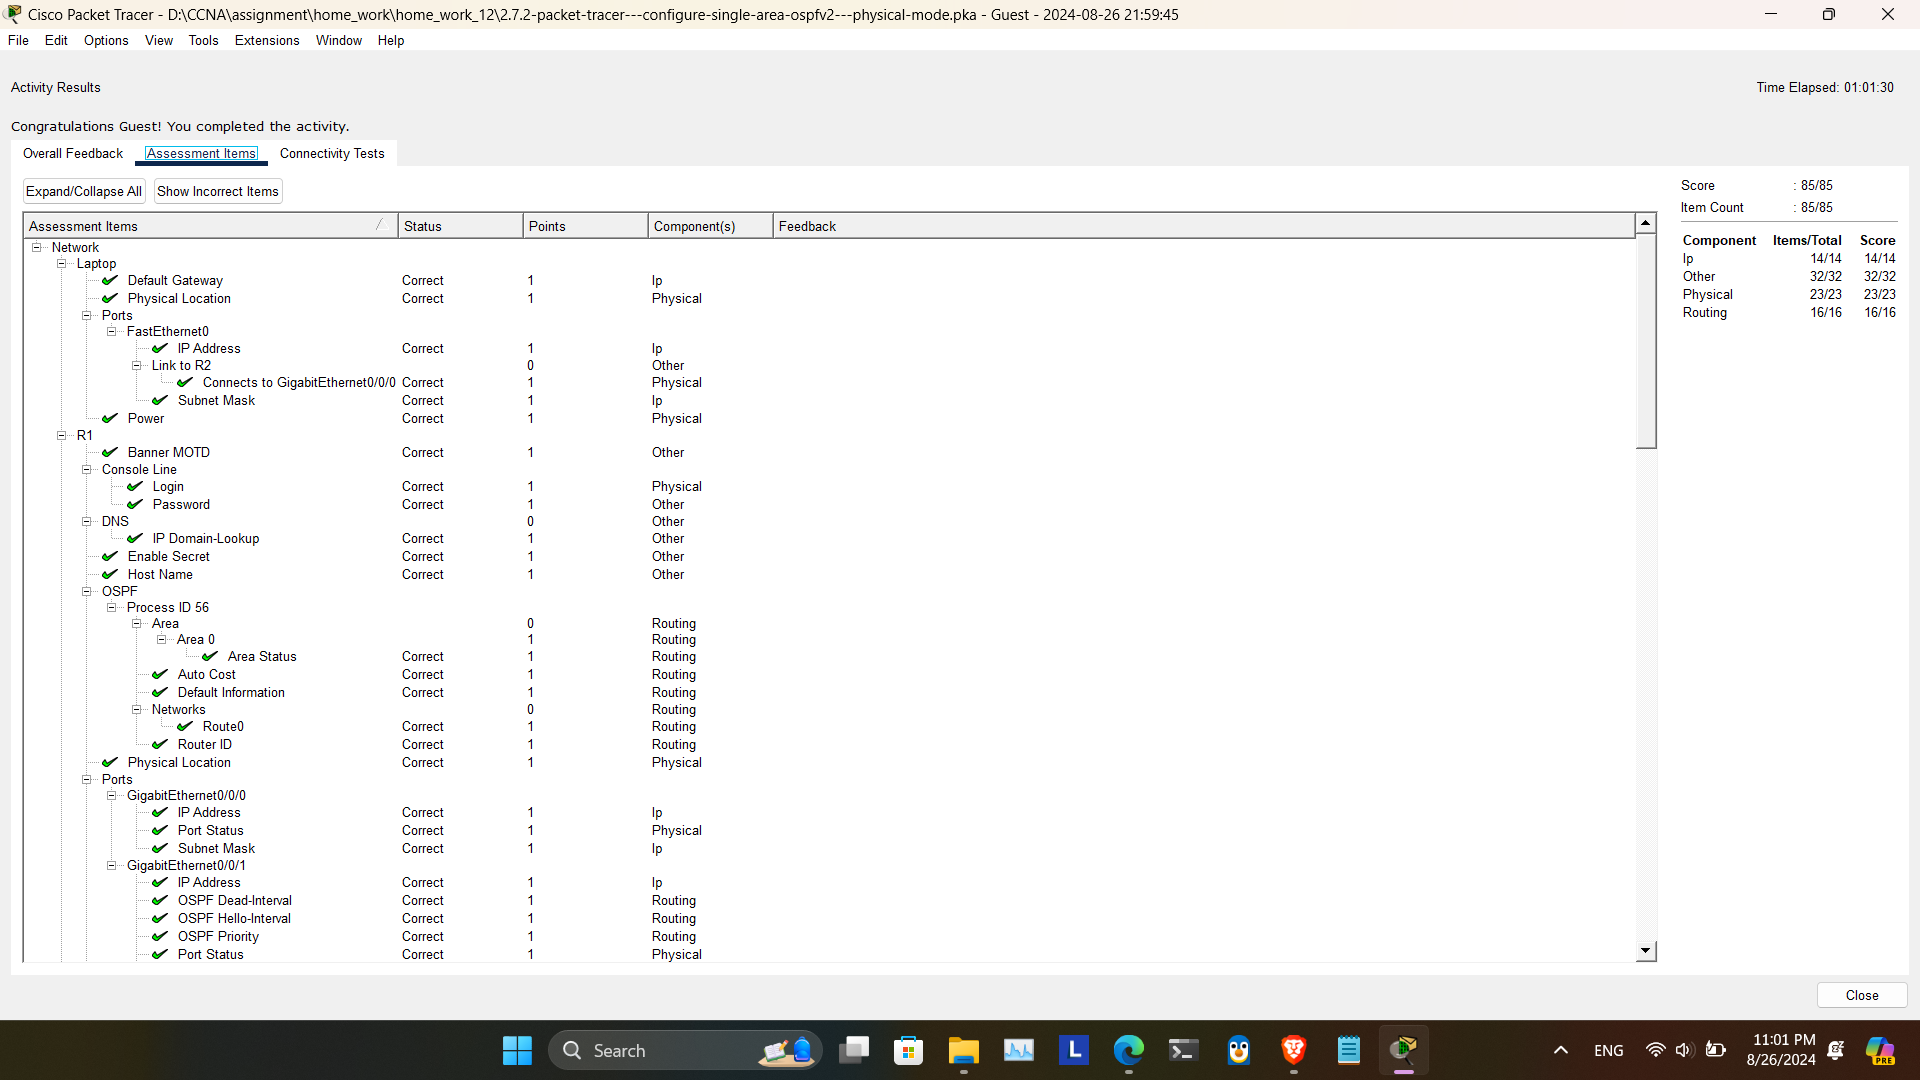 Cisco Packet Tracer - D:\CCNA\assignment\home_work\home_work_12\2.7.2-packet-tracer---configure-single-area-ospfv2---physical-mode.pka - Guest - 2024-08-26 21:59:45
File Edit Options View Tools Extensions Window Help
Activity Results Time Elapsed: 01:01:30
Congratulations Guest! You completed the activity.
Overall Feedback Assessment Items Connectivity Tests
Expand/Collapse All Show Incorrect Items
Assessment Items Status Points Component(s) Feedback
Network
Laptop
Default Gateway Correct 1 Ip
Physical Location Correct 1 Physical
Ports
FastEthernet0
IP Address Correct 1 Ip
Link to R2 0 Other
Connects to GigabitEthernet0/0/0 Correct 1 Physical
Subnet Mask Correct 1 Ip
Power Correct 1 Physical
R1
Banner MOTD Correct 1 Other
Console Line
Login Correct 1 Physical
Password Correct 1 Other
DNS 0 Other
IP Domain-Lookup Correct 1 Other
Enable Secret Correct 1 Other
Host Name Correct 1 Other
OSPF
Process ID 56
Area 0 Routing
Area 0 1 Routing
Area Status Correct 1 Routing
Auto Cost Correct 1 Routing
Default Information Correct 1 Routing
Networks 0 Routing
Route0 Correct 1 Routing
Router ID Correct 1 Routing
Physical Location Correct 1 Physical
Ports
GigabitEthernet0/0/0
IP Address Correct 1 Ip
Port Status Correct 1 Physical
Subnet Mask Correct 1 Ip
GigabitEthernet0/0/1
IP Address Correct 1 Ip
OSPF Dead-Interval Correct 1 Routing
OSPF Hello-Interval Correct 1 Routing
OSPF Priority Correct 1 Routing
Port Status Correct 1 Physical
Score : 85/85
Item Count : 85/85
Component Items/Total Score
Ip 14/14 14/14
Other 32/32 32/32
Physical 23/23 23/23
Routing 16/16 16/16
Close
Search
L
ENG
11:01 PM
8/26/2024
PRE